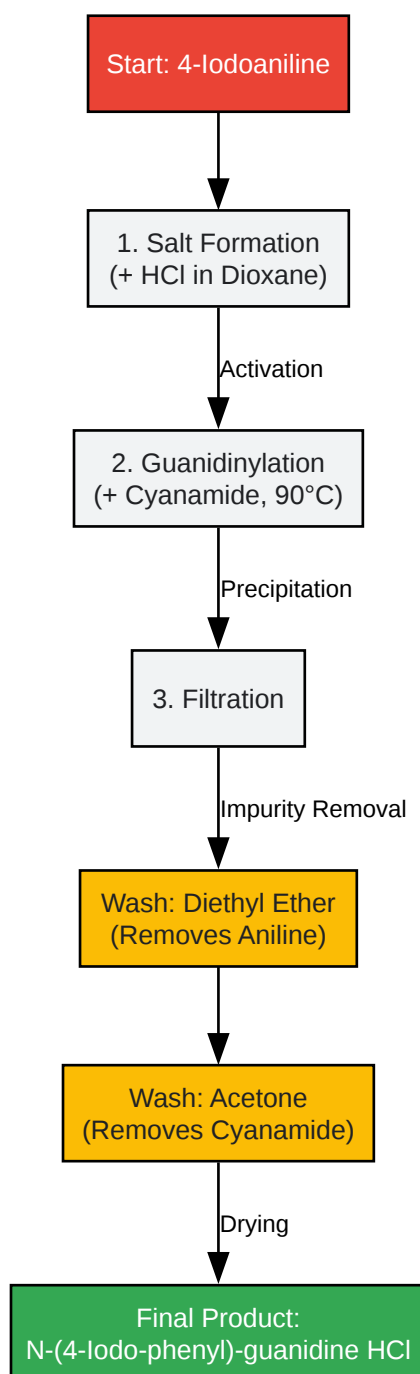 Start: 4-Iodoaniline
1. Salt Formation
(+ HCl in Dioxane)
Activation
2. Guanidinylation
(+ Cyanamide, 90°C)
Precipitation
3. Filtration
Impurity Removal
Wash: Diethyl Ether
(Removes Aniline)
Wash: Acetone
(Removes Cyanamide)
Drying
Final Product:
N-(4-Iodo-phenyl)-guanidine HCl